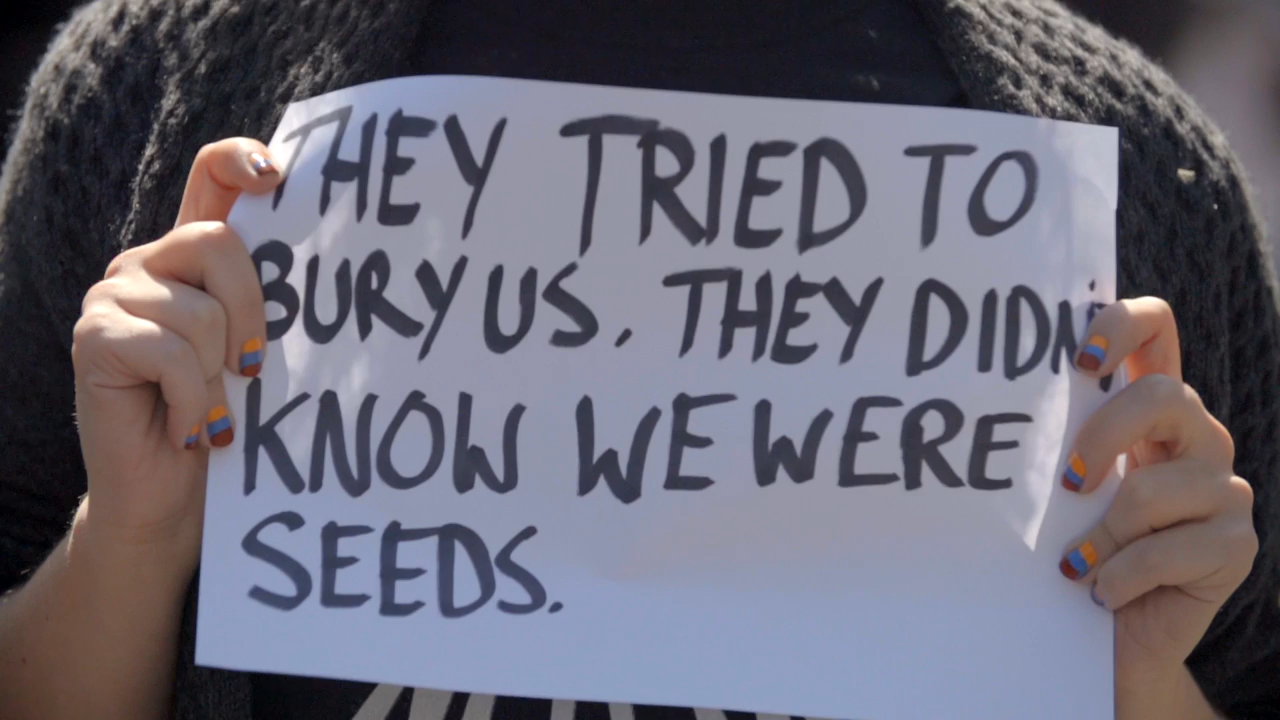 THEY TRIED TO
BURY US. THEY DIDN'T
KNOW WE WERE
SEEDS.